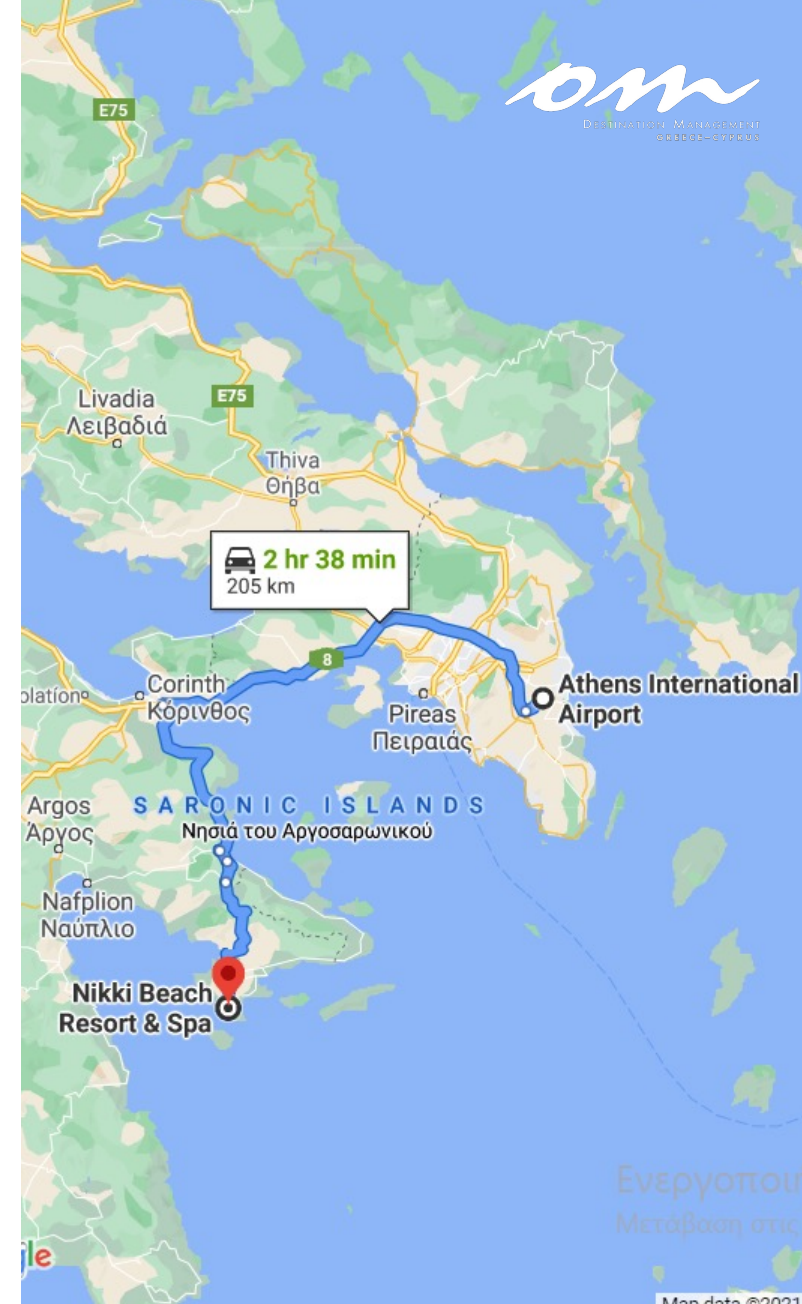 om
DESTINATION MANAGEMENT
GREECE-CYPRUS
E75
Livadia
Λειβαδιά
E75
Thiva
Θήβα
2 hr 38 min
205 km
8
Athens International
Airport
Corinth
Κόρινθος
Pireas
Πειραιάς
Argos
Άργος
SARONIC ISLANDS
Νησιά του Αργοσαρωνικού
Nafplion
Ναύπλιο
Nikki Beach
Resort & Spa
Μετάβαση στις
Map data ©2021